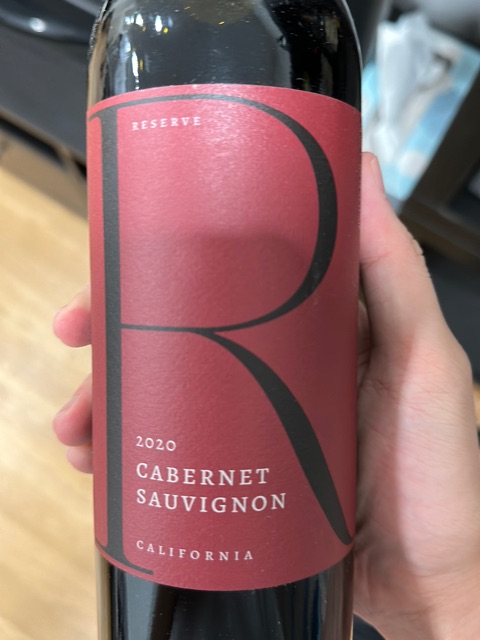 R
RESERVE
2020
CABERNET
SAUVIGNON
CALIFORNIA